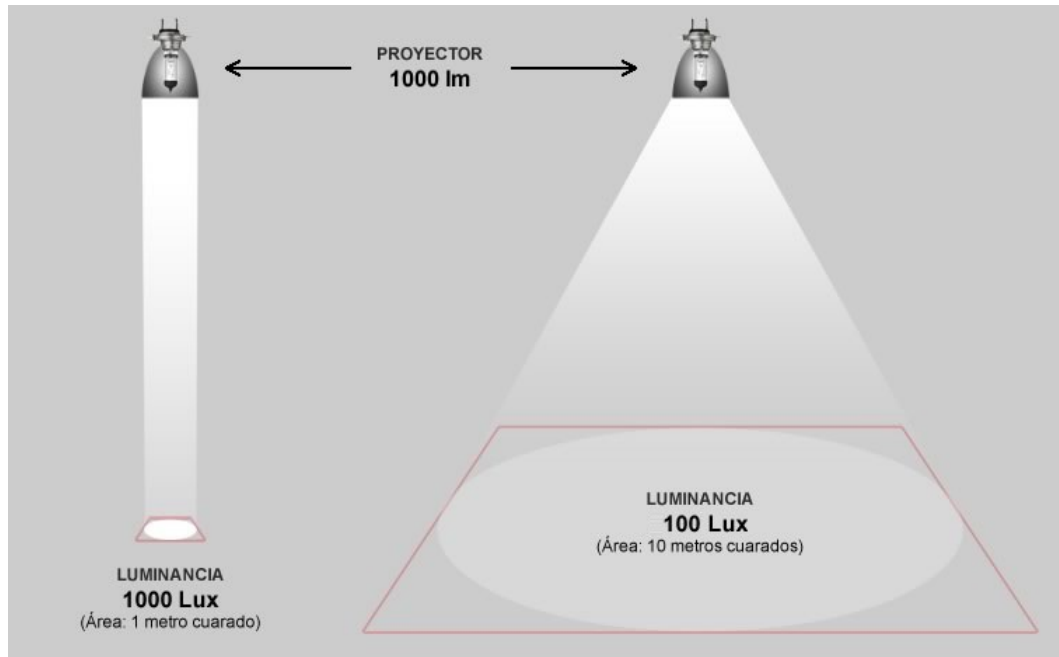 PROYECTOR
1000 lm
LUMINANCIA
1000 Lux
(Área: 1 metro cuarado)
LUMINANCIA
100 Lux
(Área: 10 metros cuarados)